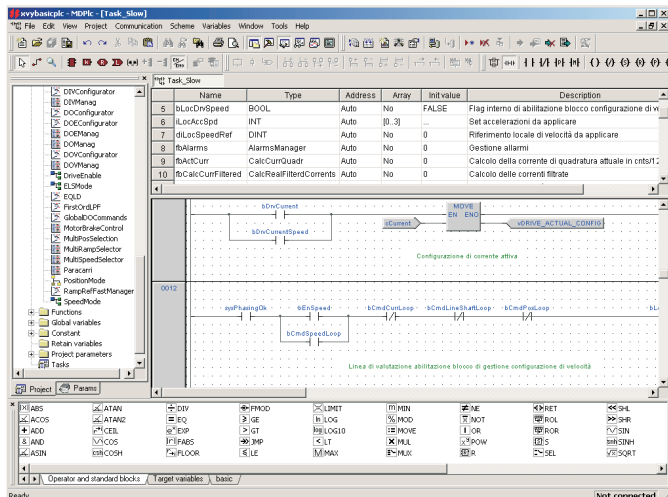 xvybasicplc - MDPlc - [Task_Slow]
File Edit View Project Communication Scheme Variables Window Tools Help
Task_Slow
DIVConfigurator
DIVManag
DOConfigurator
DOEConfigurator
DOEManag
DOManag
DOVConfigurator
DOVManag
DriveEnable
ELSMode
EQLD
FirstOrdLPF
GlobalDOCommands
MotorBrakeControl
MultiPosSelection
MultiRampSelector
MultiSpeedSelector
Paracarri
PositionMode
RampRefFastManager
SpeedMode
Functions
Global variables
Constant
Retain variables
Project parameters
Tasks
Project Params
Name Type Address Array Init value Description
5 bLocDrvSpeed BOOL Auto No FALSE Flag interno di abilitazione blocco configurazione di ve
6 iLocAccSpd INT Auto [0..3] ... Set accelerazioni da applicare
7 diLocSpeedRef DINT Auto No 0 Riferimento locale di velocità da applicare
8 fbAlarms AlarmsManager Auto No 0 Gestione allarmi
9 fbActCurr CalcCurrQuadr Auto No 0 Calcolo della corrente di quadratura attuale in cnts/12
10 fbCalcCurrFiltered CalcRealFilterdCorrents Auto No 0 Calcolo delle correnti filtrate
bDrvCurrent
bDrvCurrentSpeed
MOVE
EN ENO
vCurrent
vDRIVE_ACTUAL_CONFIG
Configurazione di corrente attiva
0012
sysPhasingOk bEnSpeed bCmdCurrLoop bCmdLineShaftLoop bCmdPosLoop bL
bCmdSpeedLoop
Linea di valutazione abilitazione blocco di gestione configurazione di velocità
ABS ATAN DIV FMOD LIMIT MIN NE RET SHL
ACOS ATAN2 EQ GE LOG MOD NOT ROL SHR
ADD CEIL EXP GT LOG10 MOVE OR ROR SIN
AND COS FABS JMP LT MUL POW S SINH
ASIN COSH FLOOR LE MAX MUX R SEL SQRT
Operator and standard blocks Target variables basic
Ready Not connected